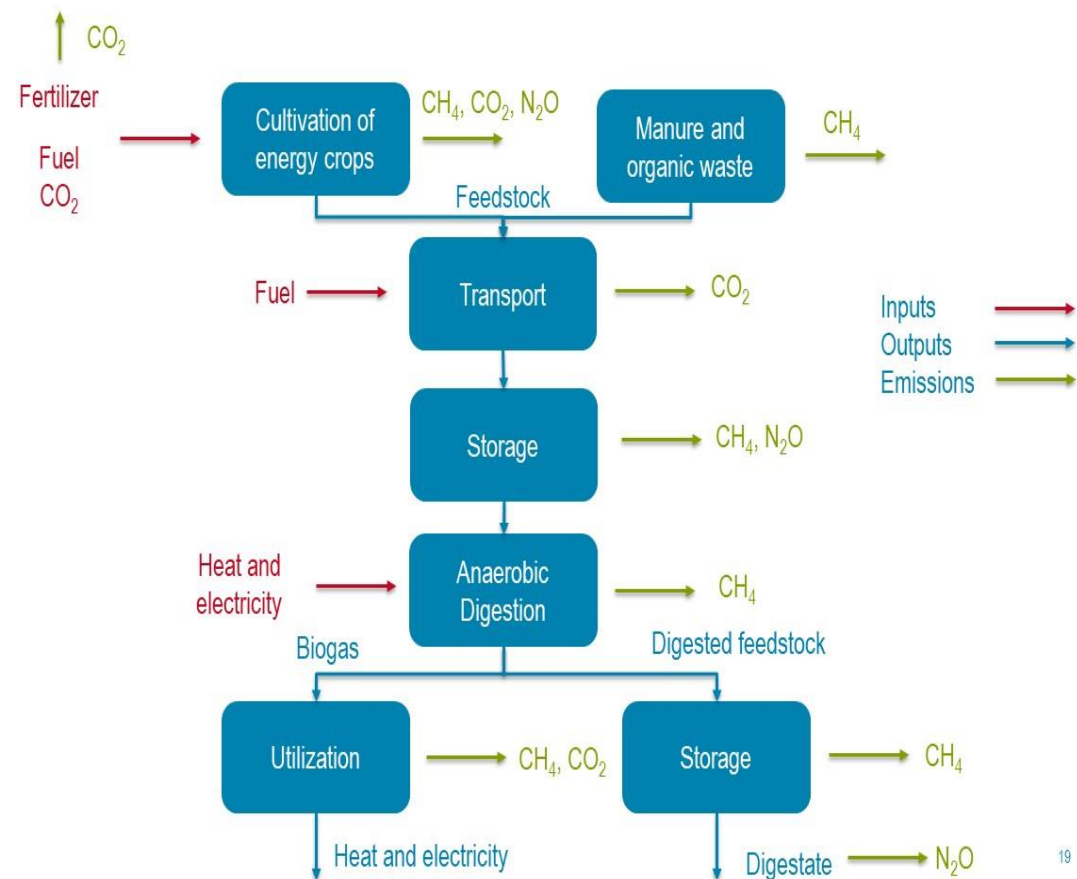 CO₂
Fertilizer
Fuel
CO₂
Cultivation of
energy crops
CH₄, CO₂, N₂O
Manure and
organic waste
CH₄
Feedstock
Fuel
Transport
CO₂
Inputs
Outputs
Emissions
Storage
CH₄, N₂O
Heat and
electricity
Anaerobic
Digestion
CH₄
Biogas
Digested feedstock
Utilization
CH₄, CO₂
Storage
CH₄
Heat and electricity
Digestate
N₂O
19